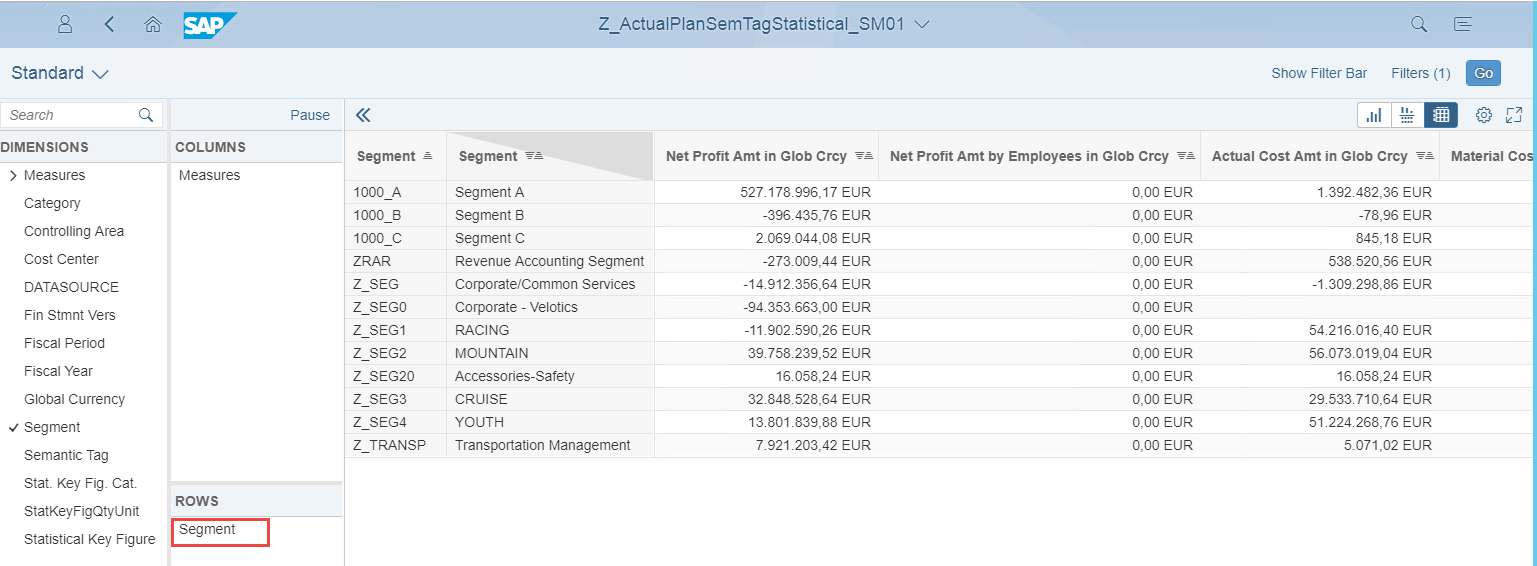 SAP
Z_ActualPlanSemTagStatistical_SM01
Standard
Show Filter Bar Filters (1) Go
Search
Pause
DIMENSIONS
Measures
Category
Controlling Area
Cost Center
DATASOURCE
Fin Stmnt Vers
Fiscal Period
Fiscal Year
Global Currency
Segment
Semantic Tag
Stat. Key Fig. Cat.
StatKeyFigQtyUnit
Statistical Key Figure
COLUMNS
Measures
ROWS
Segment
Segment Segment Net Profit Amt in Glob Crcy Net Profit Amt by Employees in Glob Crcy Actual Cost Amt in Glob Crcy Material Cos
1000_A Segment A 527.178.996,17 EUR 0,00 EUR 1.392.482,36 EUR
1000_B Segment B -396.435,76 EUR 0,00 EUR -78,96 EUR
1000_C Segment C 2.069.044,08 EUR 0,00 EUR 845,18 EUR
ZRAR Revenue Accounting Segment -273.009,44 EUR 0,00 EUR 538.520,56 EUR
Z_SEG Corporate/Common Services -14.912.356,64 EUR 0,00 EUR -1.309.298,86 EUR
Z_SEG0 Corporate - Velotics -94.353.663,00 EUR 0,00 EUR
Z_SEG1 RACING -11.902.590,26 EUR 0,00 EUR 54.216.016,40 EUR
Z_SEG2 MOUNTAIN 39.758.239,52 EUR 0,00 EUR 56.073.019,04 EUR
Z_SEG20 Accessories-Safety 16.058,24 EUR 0,00 EUR 16.058,24 EUR
Z_SEG3 CRUISE 32.848.528,64 EUR 0,00 EUR 29.533.710,64 EUR
Z_SEG4 YOUTH 13.801.839,88 EUR 0,00 EUR 51.224.268,76 EUR
Z_TRANSP Transportation Management 7.921.203,42 EUR 0,00 EUR 5.071,02 EUR